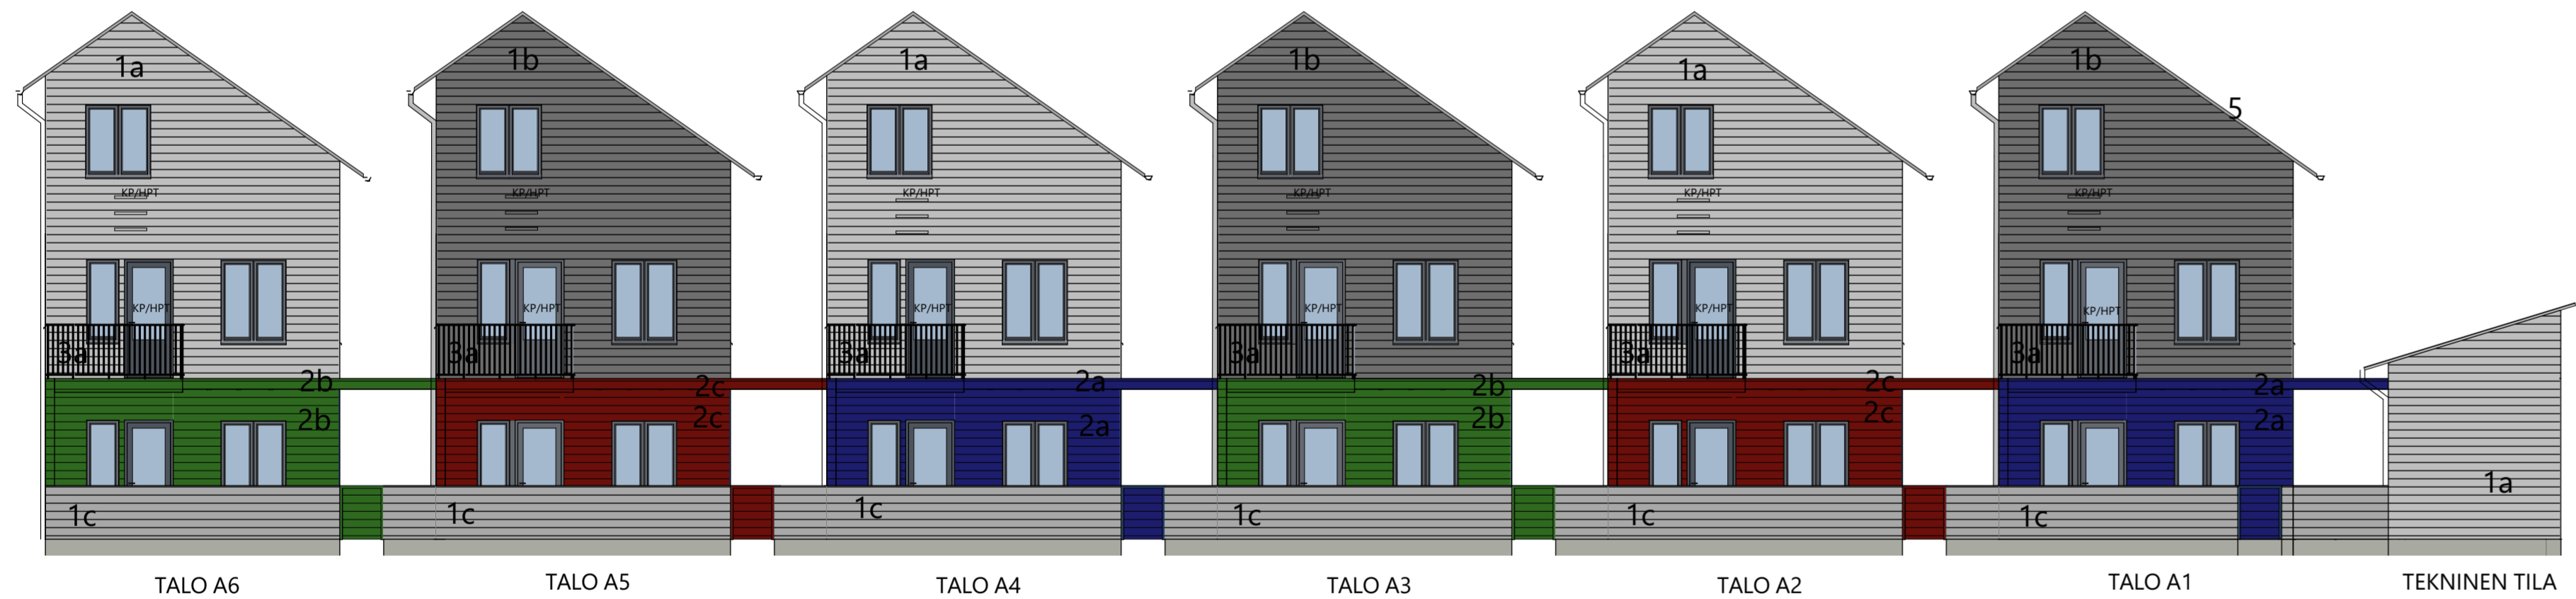 1a
1b
1a
1b
1a
1b
5
KP/HPT
KP/HPT
KP/HPT
KP/HPT
KP/HPT
KP/HPT
KP/HPT
KP/HPT
KP/HPT
KP/HPT
KP/HPT
KP/HPT
3a
3a
3a
3a
3a
3a
2b
2c
2a
2b
2c
2a
2b
2c
2a
2b
2c
2a
1a
1c
1c
1c
1c
1c
1c
TALO A6
TALO A5
TALO A4
TALO A3
TALO A2
TALO A1
TEKNINEN TILA